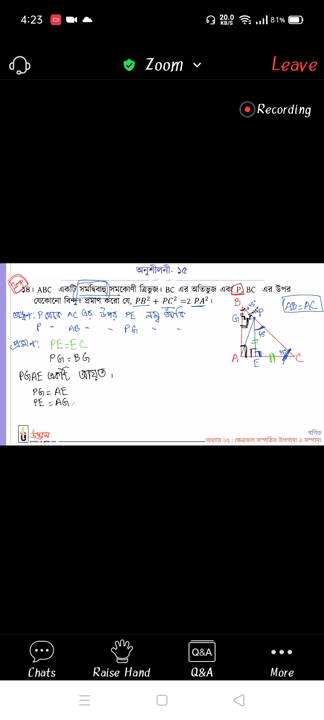 4:23 20.0 KB/S 81%
Zoom Leave
Recording
অনুশীলনী- ১৫
১৪। ABC একটি সমদ্বিবাহু সমকোণী ত্রিভুজ। BC এর অতিভুজ এবং P, BC এর উপর
যেকোনো বিন্দু। প্রমাণ করো যে, PB² + PC² = 2 PA²।
P থেকে AC এর উপর PE লম্ব
P " AB " " PG " "
AB = AC
B
G P
A E C
প্রমাণ: PE = EC
PG = BG
PGAE একটি আয়ত।
PG = AE
PE = AG
উদ্ভাস
গণিত
অধ্যায় ১৫ : ক্ষেত্রফল সম্পর্কিত উপপাদ্য ও সম্পাদ্য
Chats Raise Hand Q&A More